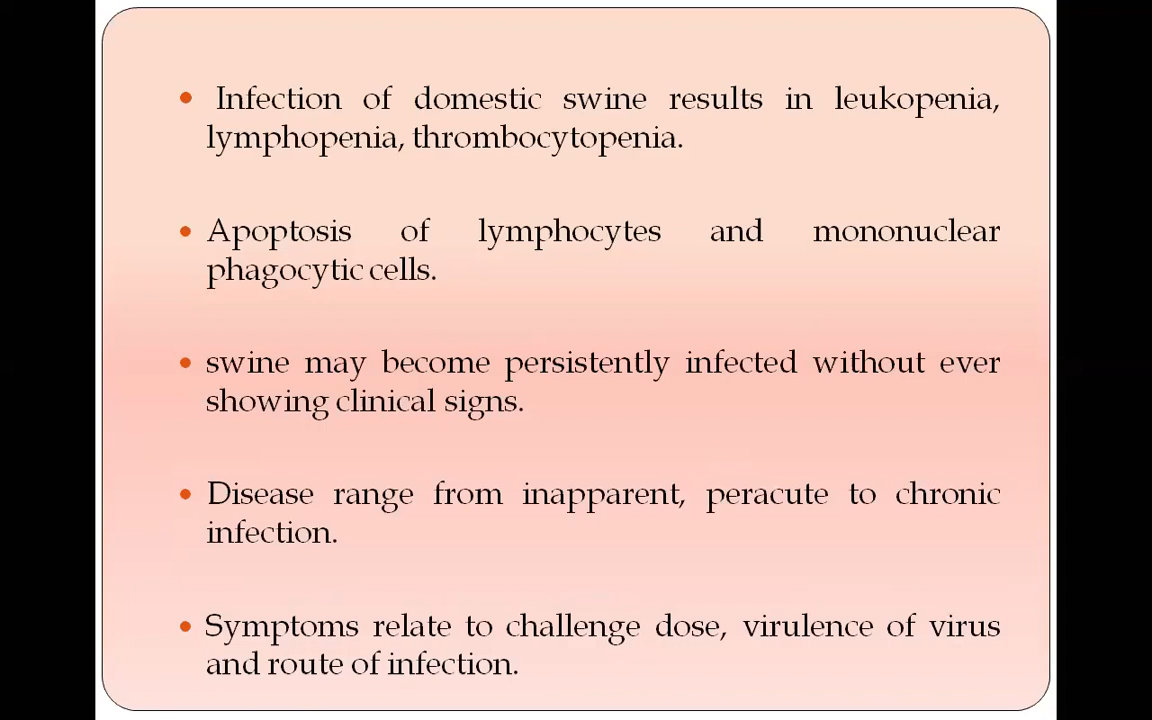 • Infection of domestic swine results in leukopenia,
lymphopenia, thrombocytopenia.
• Apoptosis of lymphocytes and mononuclear
phagocytic cells.
• swine may become persistently infected without ever
showing clinical signs.
• Disease range from inapparent, peracute to chronic
infection.
• Symptoms relate to challenge dose, virulence of virus
and route of infection.